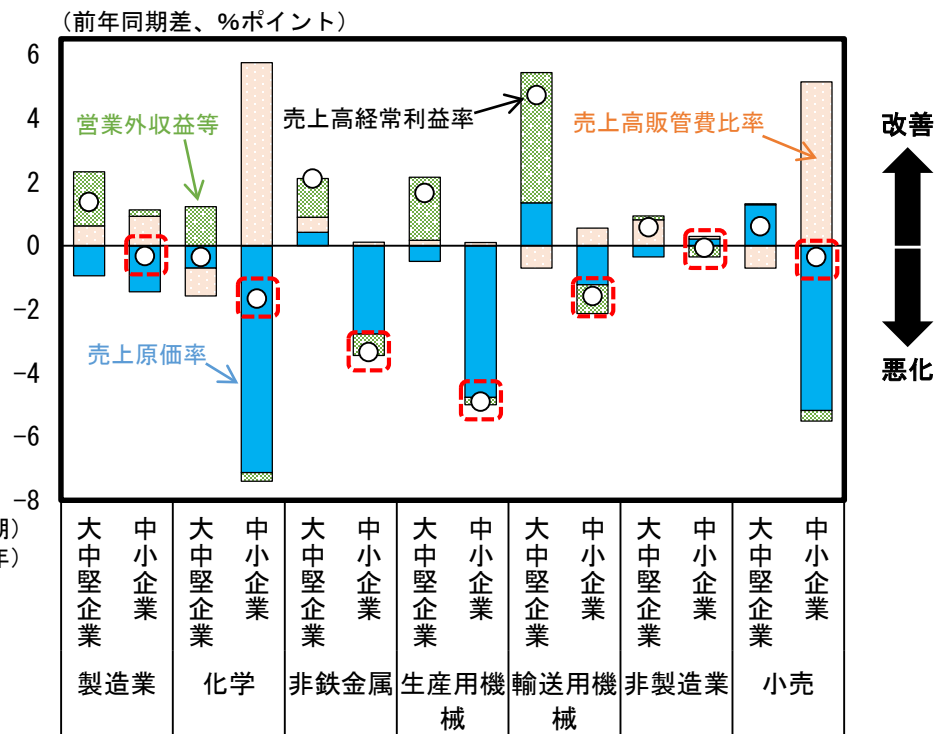 （前年同期差、%ポイント）
6
4
2
0
-2
-4
-6
-8
営業外収益等
売上高経常利益率
売上高販管費比率
売上原価率
改善
悪化
期）
年）
大中堅企業
中小企業
大中堅企業
中小企業
大中堅企業
中小企業
大中堅企業
中小企業
大中堅企業
中小企業
大中堅企業
中小企業
大中堅企業
中小企業
製造業
化学
非鉄金属
生産用機
械
輸送用機
械
非製造業
小売